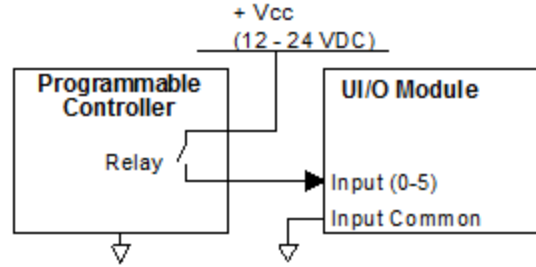 + Vcc
(12 - 24 VDC)
Programmable
Controller
UI/O Module
Relay
Input (0-5)
Input Common